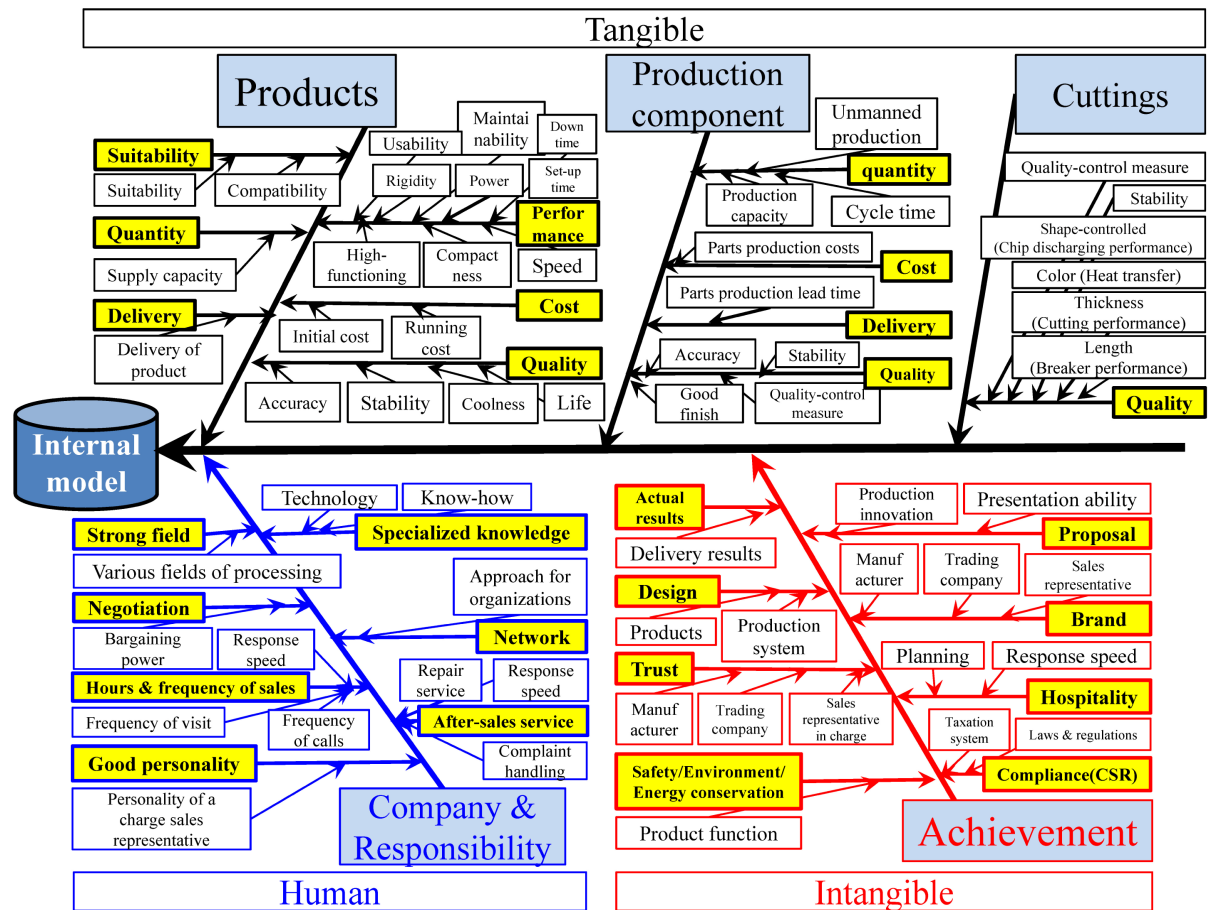 Tangible
Products
Suitability
Suitability
Compatibility
Quantity
Supply capacity
Delivery
Delivery of
product
Usability
Maintai
nability
Down
time
Rigidity
Power
Set-up
time
Perfor
mance
High-
functioning
Compact
ness
Speed
Cost
Initial cost
Running
cost
Quality
Accuracy
Stability
Coolness
Life
Production
component
Unmanned
production
quantity
Production
capacity
Cycle time
Parts production costs
Cost
Parts production lead time
Delivery
Accuracy
Stability
Quality
Good
finish
Quality-control
measure
Cuttings
Quality-control measure
Stability
Shape-controlled
(Chip discharging performance)
Color (Heat transfer)
Thickness
(Cutting performance)
Length
(Breaker performance)
Quality
Internal
model
Technology
Know-how
Strong field
Specialized knowledge
Various fields of processing
Approach for
organizations
Negotiation
Network
Bargaining
power
Response
speed
Repair
service
Response
speed
Hours & frequency of sales
Frequency of visit
Frequency
of calls
After-sales service
Complaint
handling
Good personality
Personality of a
charge sales
representative
Company &
Responsibility
Human
Actual
results
Delivery results
Production
innovation
Presentation ability
Proposal
Design
Products
Production
system
Manuf
acturer
Trading
company
Sales
representative
Brand
Trust
Manuf
acturer
Trading
company
Sales
representative
in charge
Planning
Response speed
Hospitality
Taxation
system
Laws & regulations
Compliance(CSR)
Safety/Environment/
Energy conservation
Product function
Achievement
Intangible